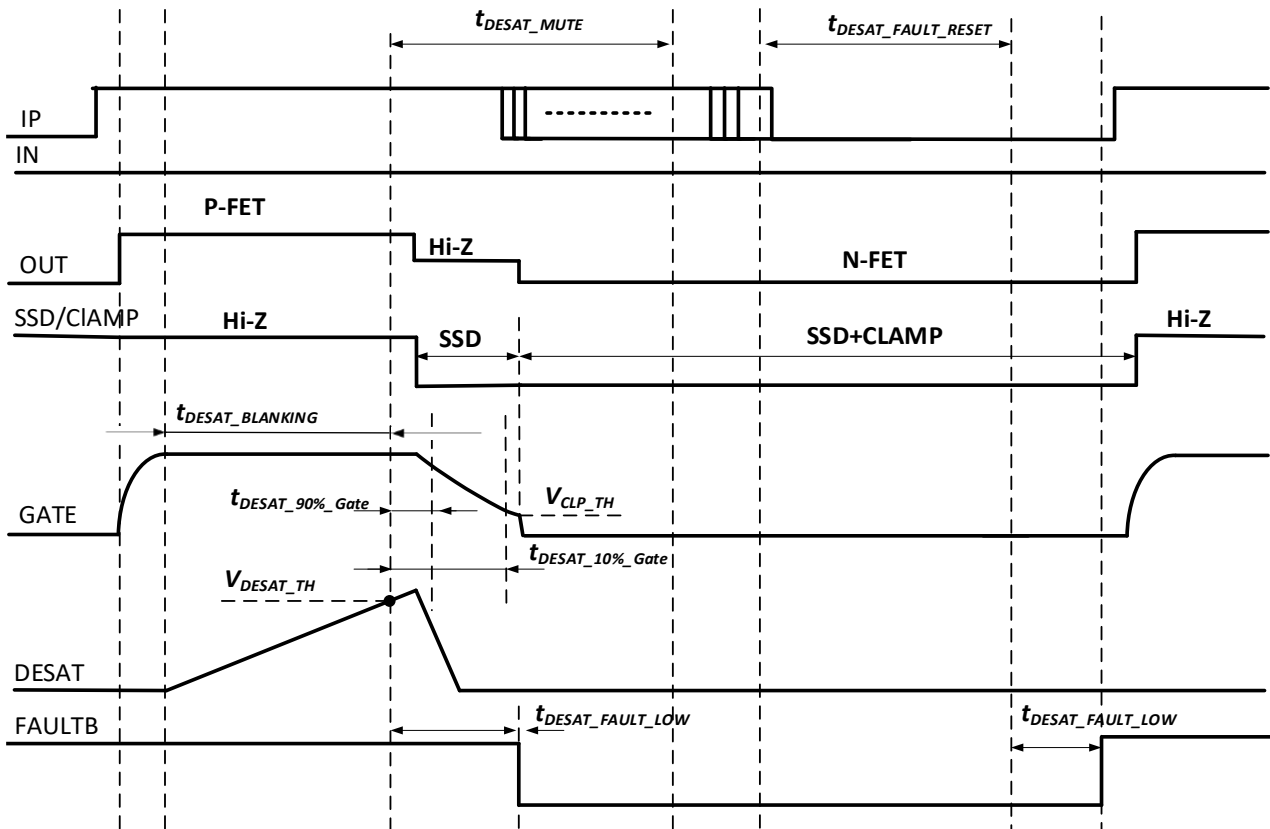 tDESAT_MUTE
tDESAT_FAULT_RESET
IP
IN
P-FET
Hi-Z
OUT
N-FET
SSD/ClAMP
Hi-Z
SSD
SSD+CLAMP
Hi-Z
tDESAT_BLANKING
tDESAT_90%_Gate
VCLP_TH
GATE
tDESAT_10%_Gate
VDESAT_TH
DESAT
FAULTB
tDESAT_FAULT_LOW
tDESAT_FAULT_LOW